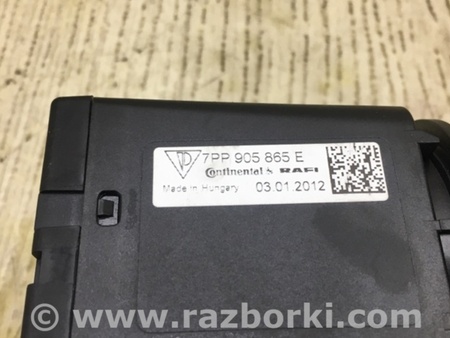 7PP 905 865 E
Continental & RAFI
Made in Hungary 03.01.2012
www.razborki.com